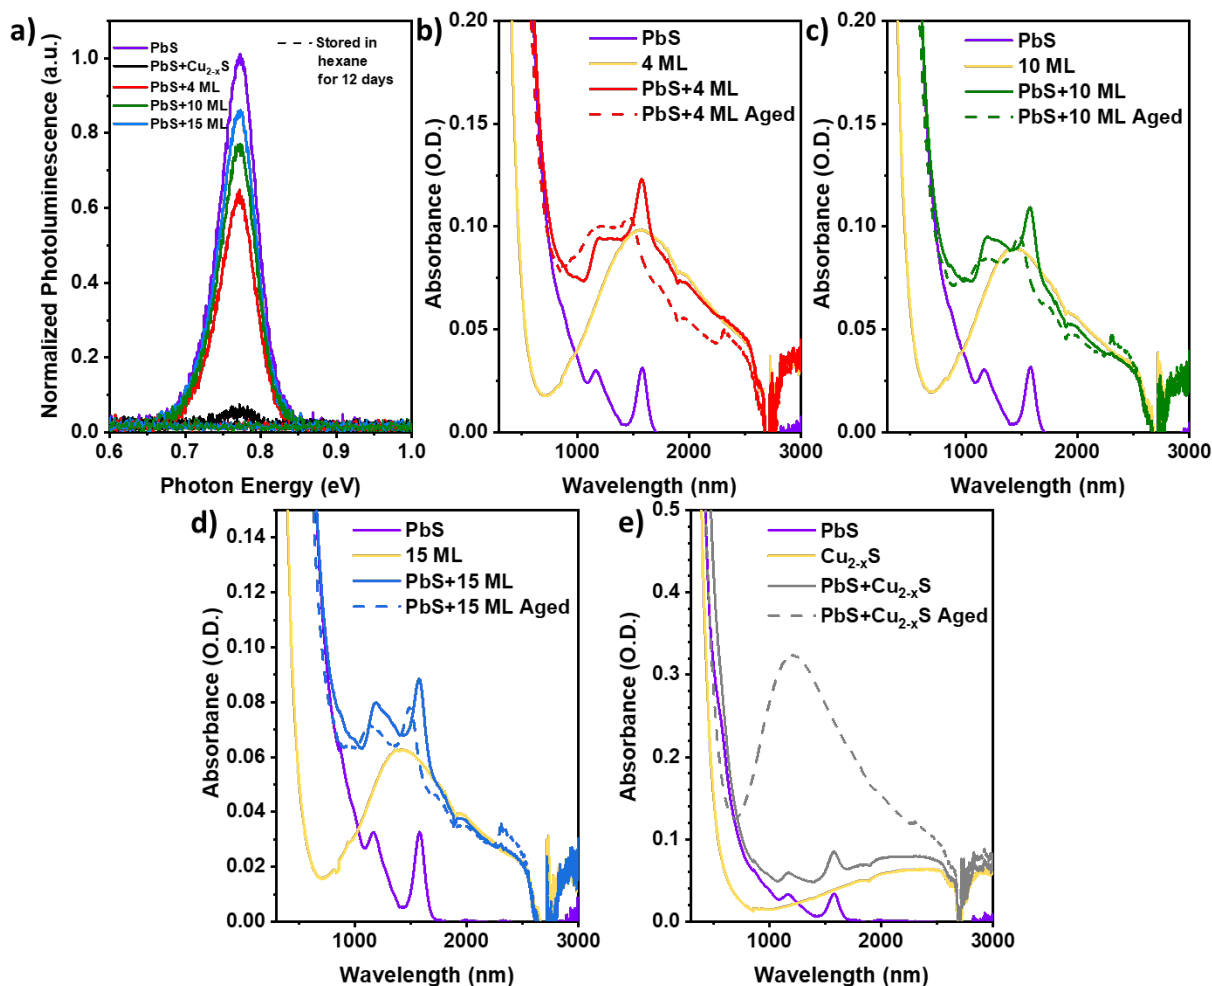 a)
Normalized Photoluminescence (a.u.)
1.0
0.8
0.6
0.4
0.2
0.0
PbS
PbS+Cu2-xS
PbS+4 ML
PbS+10 ML
PbS+15 ML
Stored in
hexane
for 12 days
0.6 0.7 0.8 0.9 1.0
Photon Energy (eV)
b)
Absorbance (O.D.)
0.20
0.15
0.10
0.05
0.00
PbS
4 ML
PbS+4 ML
PbS+4 ML Aged
1000 2000 3000
Wavelength (nm)
c)
Absorbance (O.D.)
0.20
0.15
0.10
0.05
0.00
PbS
10 ML
PbS+10 ML
PbS+10 ML Aged
1000 2000 3000
Wavelength (nm)
d)
Absorbance (O.D.)
0.14
0.12
0.10
0.08
0.06
0.04
0.02
0.00
PbS
15 ML
PbS+15 ML
PbS+15 ML Aged
1000 2000 3000
Wavelength (nm)
e)
Absorbance (O.D.)
0.5
0.4
0.3
0.2
0.1
0.0
PbS
Cu2-xS
PbS+Cu2-xS
PbS+Cu2-xS Aged
1000 2000 3000
Wavelength (nm)